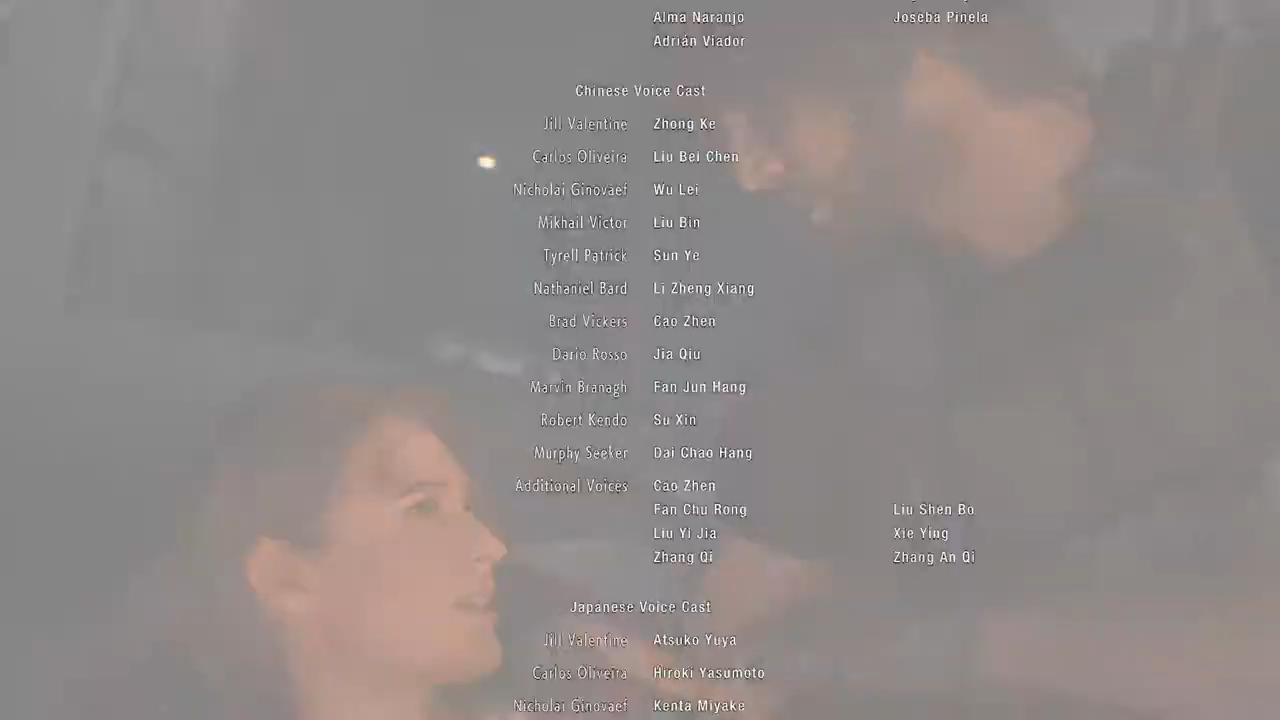 Alma Naranjo Joseba Pinela
Adrián Viador
Chinese Voice Cast
Jill Valentine Zhong Ke
Carlos Oliveira Liu Bei Chen
Nicholai Ginovaef Wu Lei
Mikhail Victor Liu Bin
Tyrell Patrick Sun Ye
Nathaniel Bard Li Zheng Xiang
Brad Vickers Cao Zhen
Dario Rosso Jia Qiu
Marvin Branagh Fan Jun Hang
Robert Kendo Su Xin
Murphy Seeker Dai Chao Hang
Additional Voices Cao Zhen
Fan Chu Rong Liu Shen Bo
Liu Yi Jia Xie Ying
Zhang Qi Zhang An Qi
Japanese Voice Cast
Jill Valentine Atsuko Yuya
Carlos Oliveira Hiroki Yasumoto
Nicholai Ginovaef Kenta Miyake